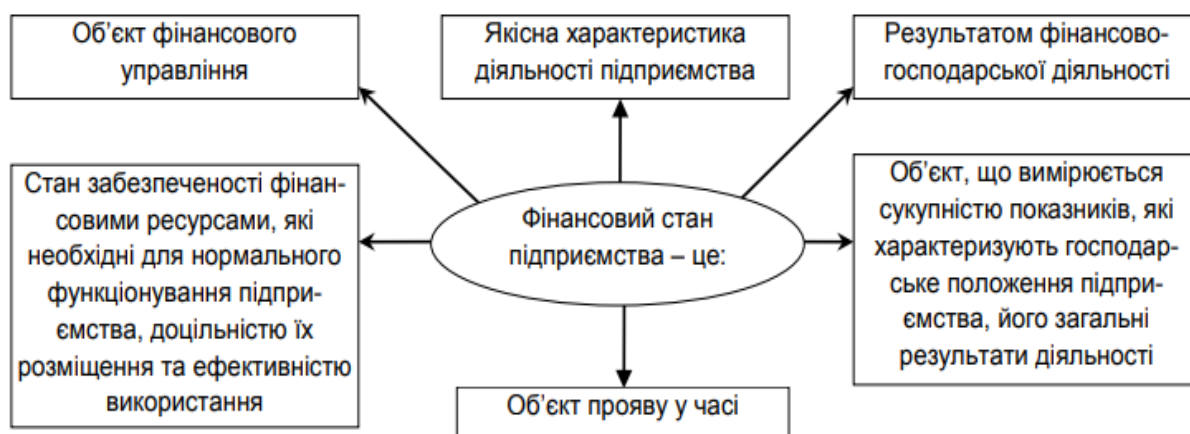 Об’єкт фінансового
управління
Якісна характеристика
діяльності підприємства
Результатом фінансово-
господарської діяльності
Стан забезпеченості фінан-
совими ресурсами, які
необхідні для нормального
функціонування підпри-
ємства, доцільністю їх
розміщення та ефективністю
використання
Фінансовий стан
підприємства – це:
Об’єкт, що вимірюється
сукупністю показників, які
характеризують господар-
ське положення підпри-
ємства, його загальні
результати діяльності
Об’єкт прояву у часі